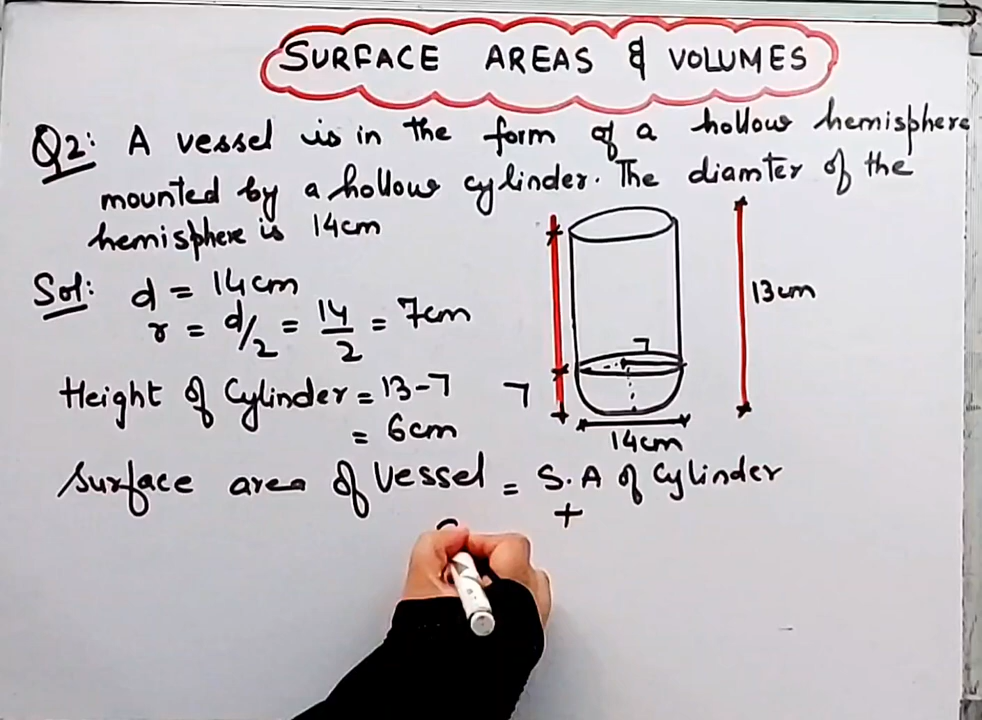 SURFACE AREAS & VOLUMES
Q2: A vessel is in the form of a hollow hemisphere
mounted by a hollow cylinder. The diamter of the
hemisphere is 14cm
Sol: d = 14cm
r = d/2 = 14/2 = 7cm
Height of Cylinder = 13-7
= 6cm
7
7
13cm
14cm
Surface area of Vessel = S.A of Cylinder
+